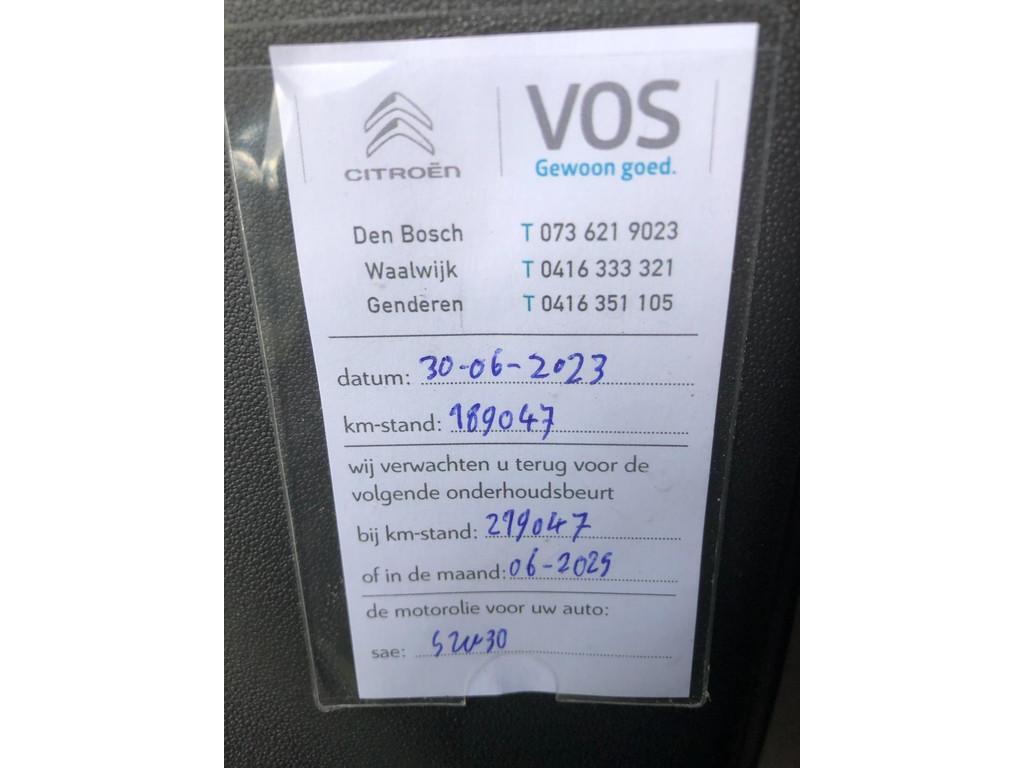 CITROËN
VOS
Gewoon goed.
Den Bosch T 073 621 9023
Waalwijk T 0416 333 321
Genderen T 0416 351 105
datum: 30-06-2023
km-stand: 189047
wij verwachten u terug voor de
volgende onderhoudsbeurt
bij km-stand: 219047
of in de maand: 06-2025
de motorolie voor uw auto:
sae: 5W30